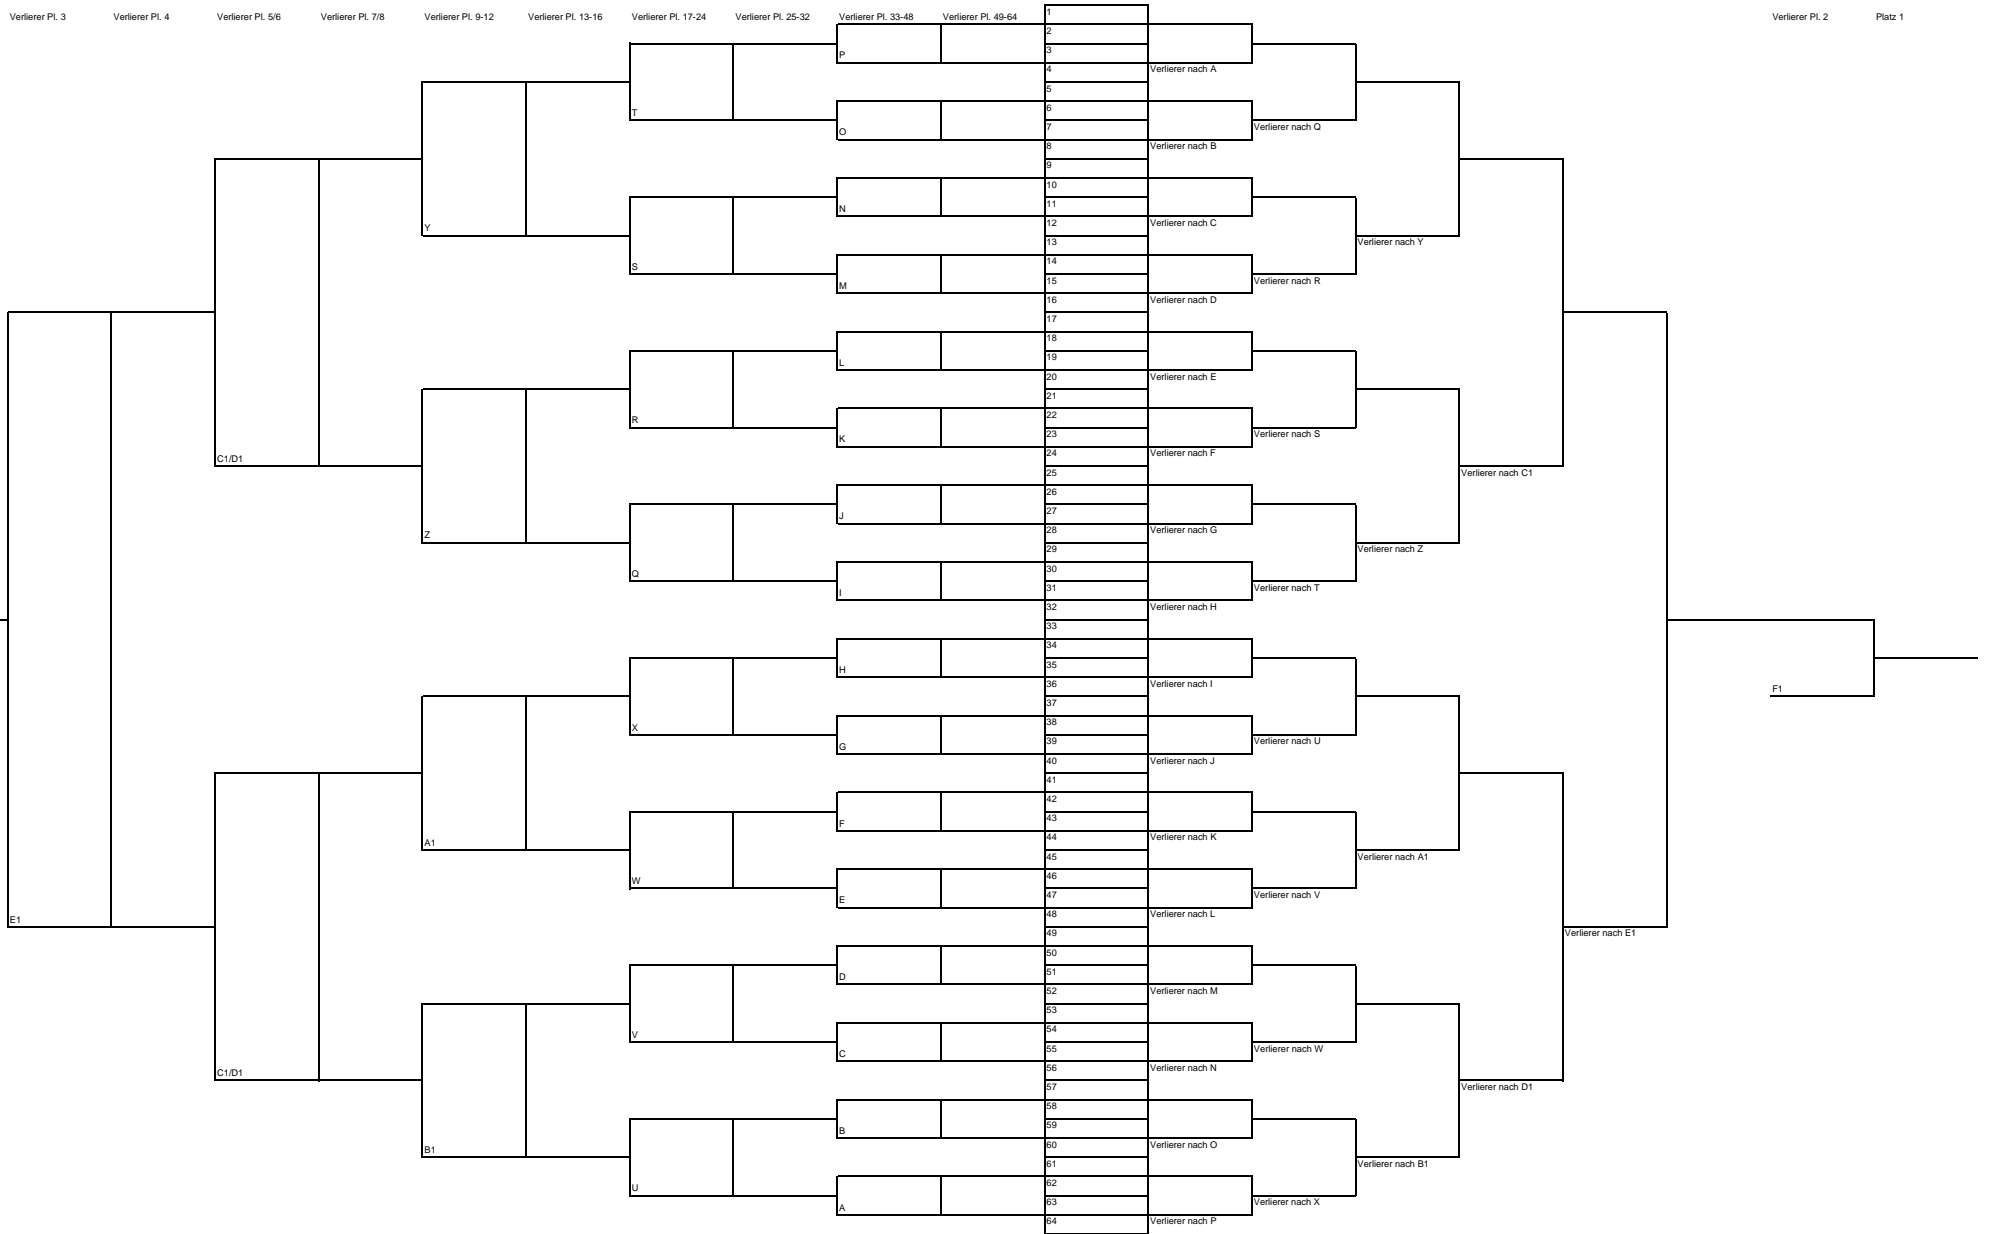 Verlierer Pl. 3 Verlierer Pl. 4 Verlierer Pl. 5/6 Verlierer Pl. 7/8 Verlierer Pl. 9-12 Verlierer Pl. 13-16 Verlierer Pl. 17-24 Verlierer Pl. 25-32 Verlierer Pl. 33-48 Verlierer Pl. 49-64 Verlierer Pl. 2 Platz 1
1
2
3
P
4 Verlierer nach A
5
6
T
7 Verlierer nach Q
O
8 Verlierer nach B
9
10
11
N
12 Verlierer nach C
Y
13 Verlierer nach Y
14
S
15 Verlierer nach R
M
16 Verlierer nach D
17
18
19
L
20 Verlierer nach E
21
22
R
23 Verlierer nach S
K
24 Verlierer nach F
C1/D1
25 Verlierer nach C1
26
27
J
28 Verlierer nach G
Z
29 Verlierer nach Z
30
Q
31 Verlierer nach T
I
32 Verlierer nach H
33
34
35
H
36 Verlierer nach I
37
38
F1
X
39 Verlierer nach U
G
40 Verlierer nach J
41
42
43
F
44 Verlierer nach K
A1
45 Verlierer nach A1
46
W
47 Verlierer nach V
E
48 Verlierer nach L
E1
49 Verlierer nach E1
50
51
D
52 Verlierer nach M
53
54
V
55 Verlierer nach W
C
56 Verlierer nach N
C1/D1
57 Verlierer nach D1
58
59
B
60 Verlierer nach O
B1
61 Verlierer nach B1
62
U
63 Verlierer nach X
A
64 Verlierer nach P